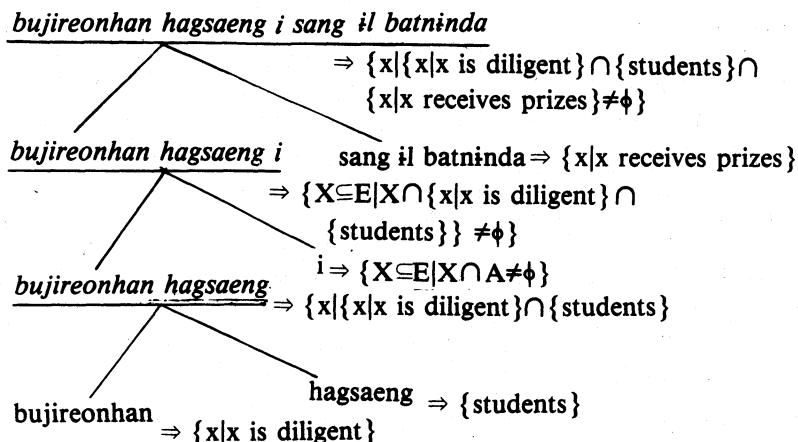 bujireonhan hagsaeng i sang ɨl batnɨnda
⇒ {x|{x|x is diligent}∩{students}∩
{x|x receives prizes}≠ϕ}
bujireonhan hagsaeng i
sang ɨl batnɨnda ⇒ {x|x receives prizes}
⇒ {X⊆E|X∩{x|x is diligent}∩
{students}} ≠ϕ}
i ⇒ {X⊆E|X∩A≠ϕ}
bujireonhan hagsaeng ⇒ {x|{x|x is diligent}∩{students}
hagsaeng ⇒ {students}
bujireonhan
⇒ {x|x is diligent}